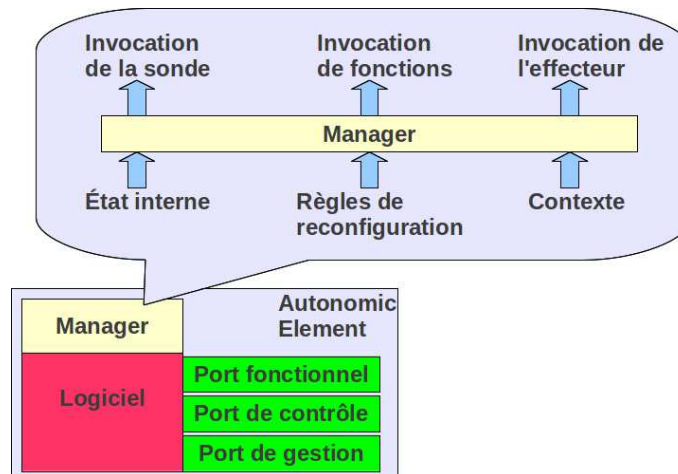 Invocation
de la sonde
Invocation
de fonctions
Invocation de
l'effecteur
Manager
État interne
Règles de
reconfiguration
Contexte
Manager
Autonomic
Element
Logiciel
Port fonctionnel
Port de contrôle
Port de gestion